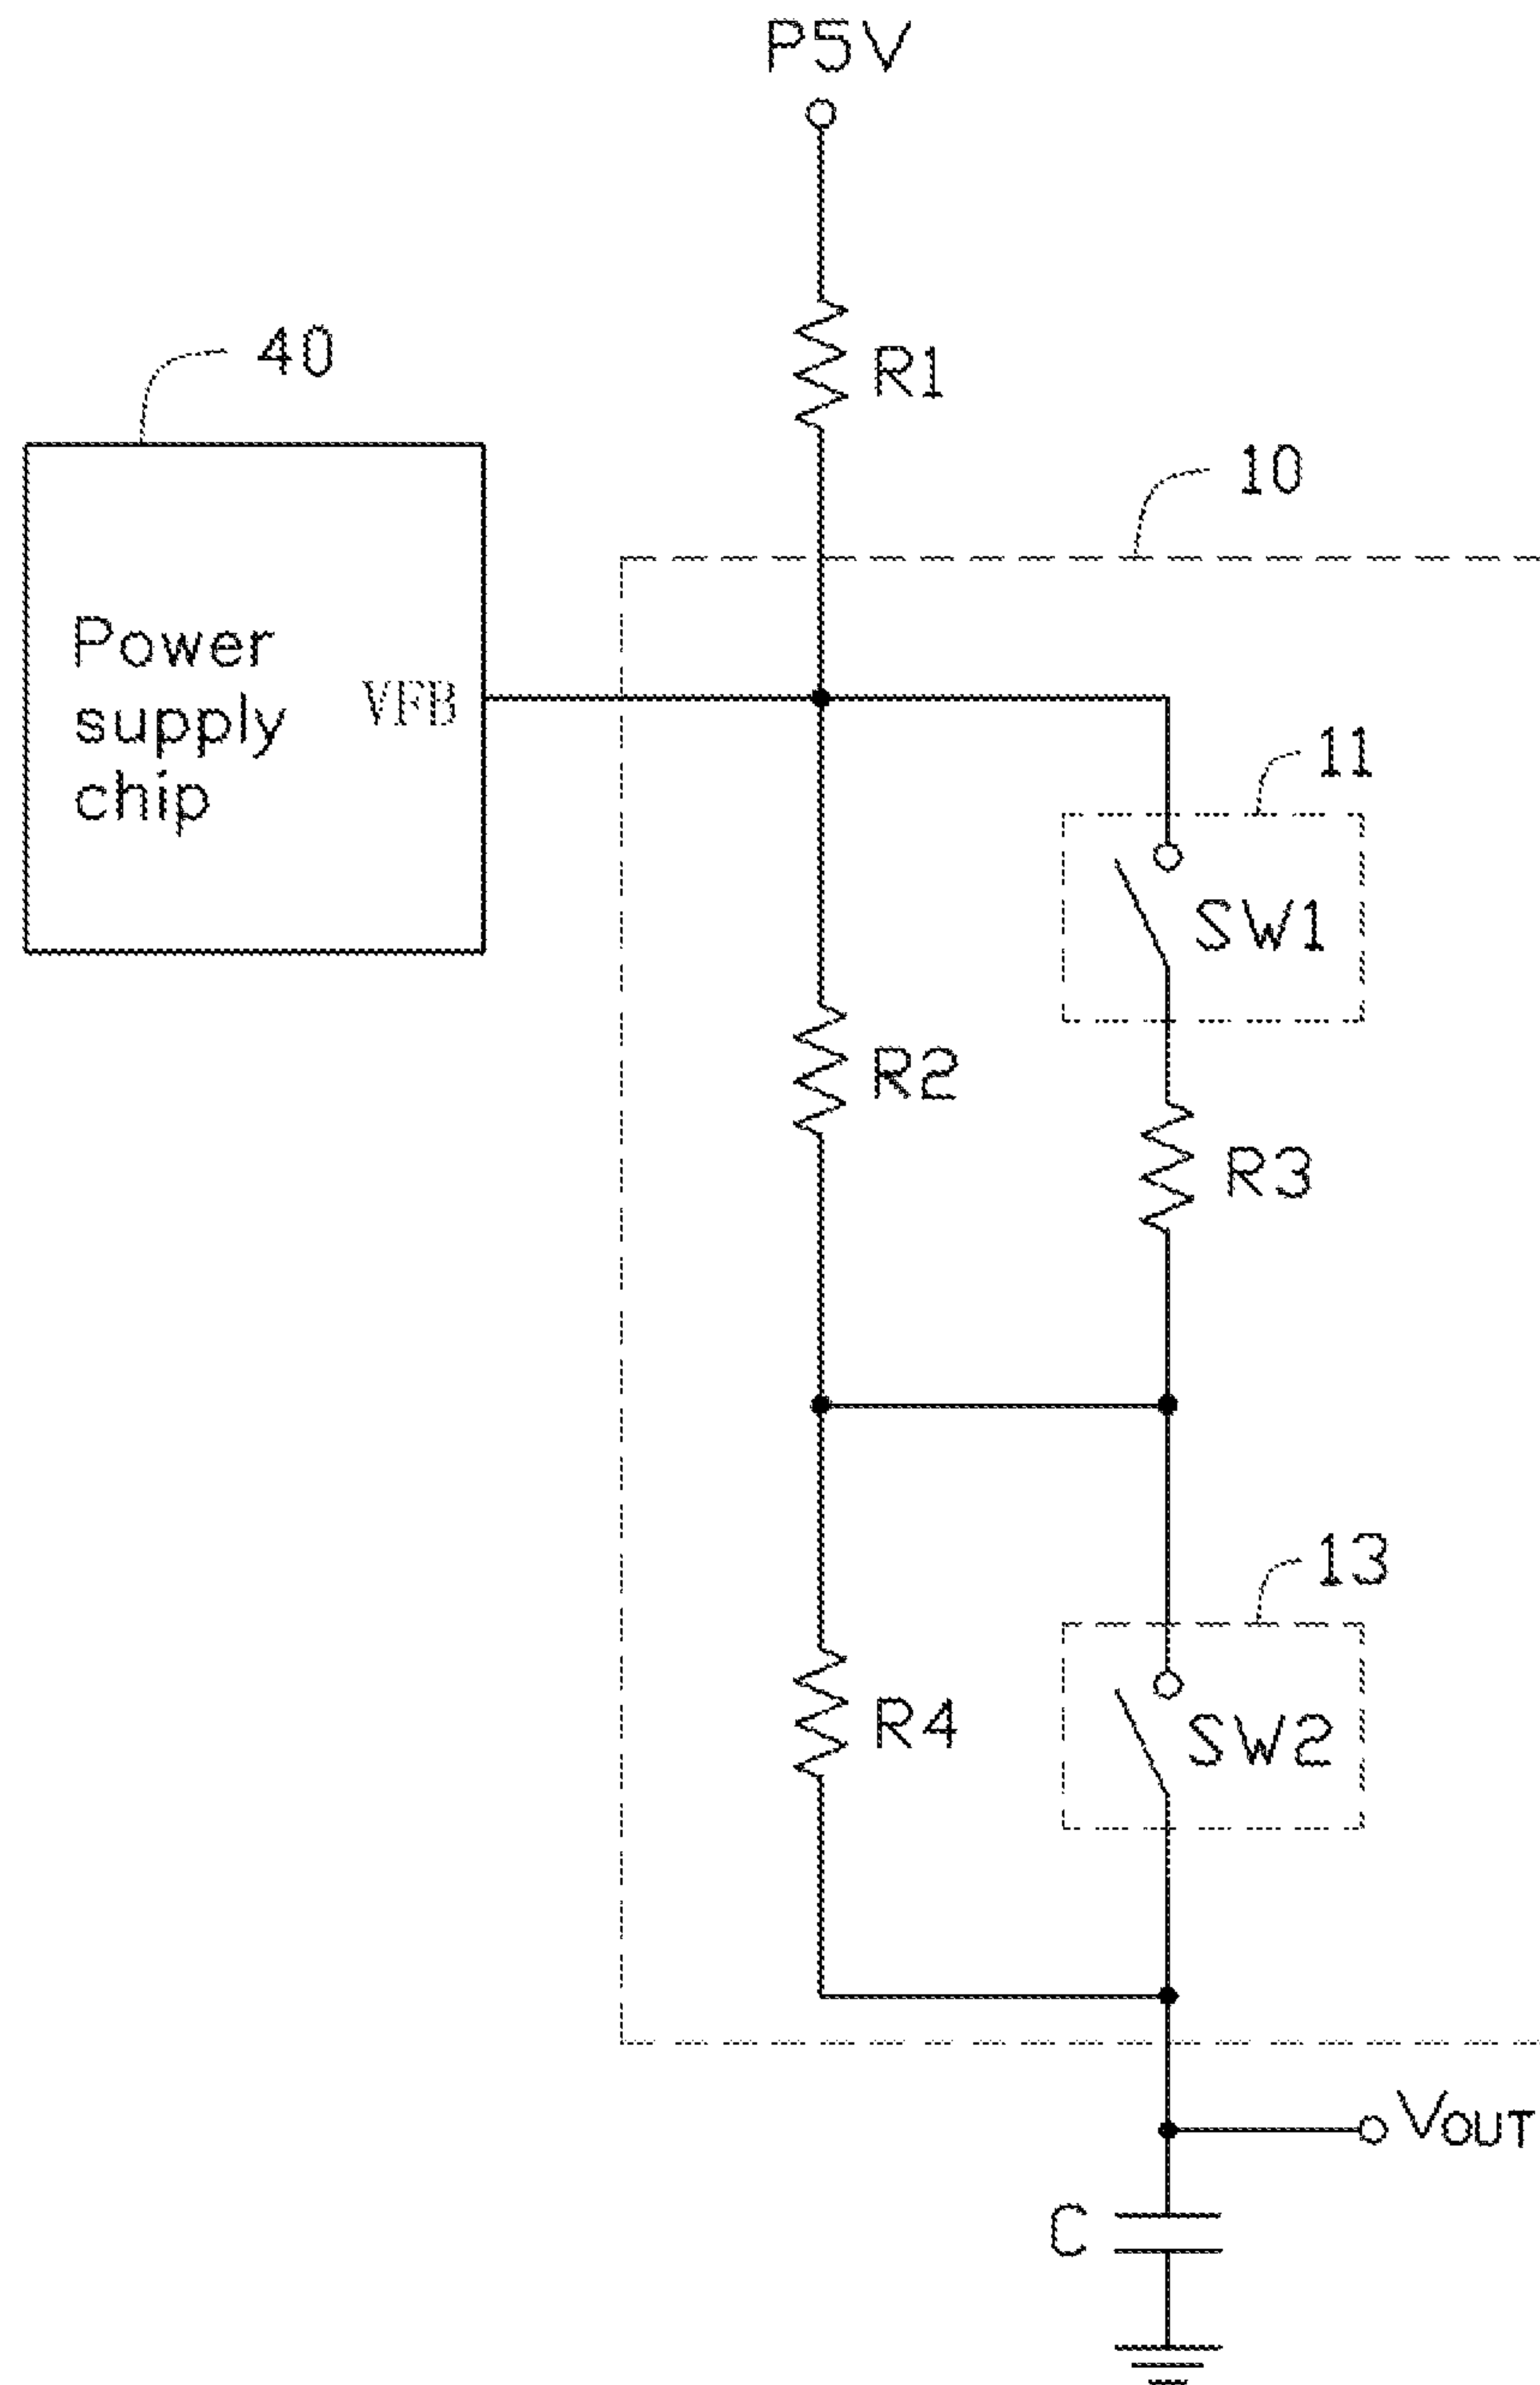 P5V
40
R1
10
Power
supply
chip
VFB
11
SW1
R2
R3
13
R4
SW2
VOUT
C